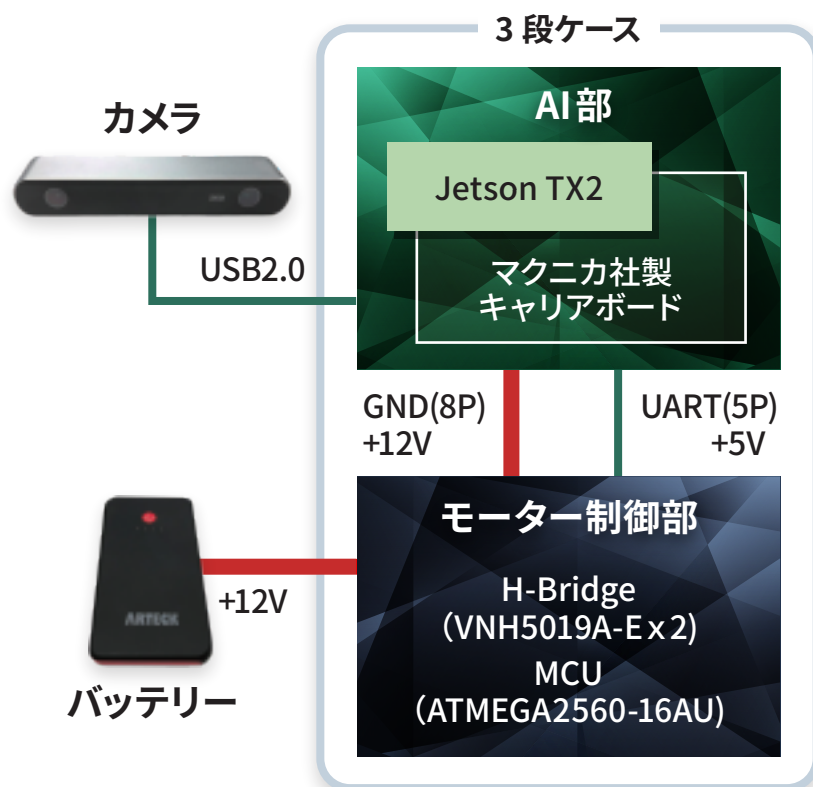 3 段ケース
カメラ
AI部
Jetson TX2
マクニカ社製
キャリアボード
USB2.0
GND(8P)
+12V
UART(5P)
+5V
モーター制御部
H-Bridge
（VNH5019A-E x 2）
MCU
（ATMEGA2560-16AU）
+12V
ARTECK
バッテリー